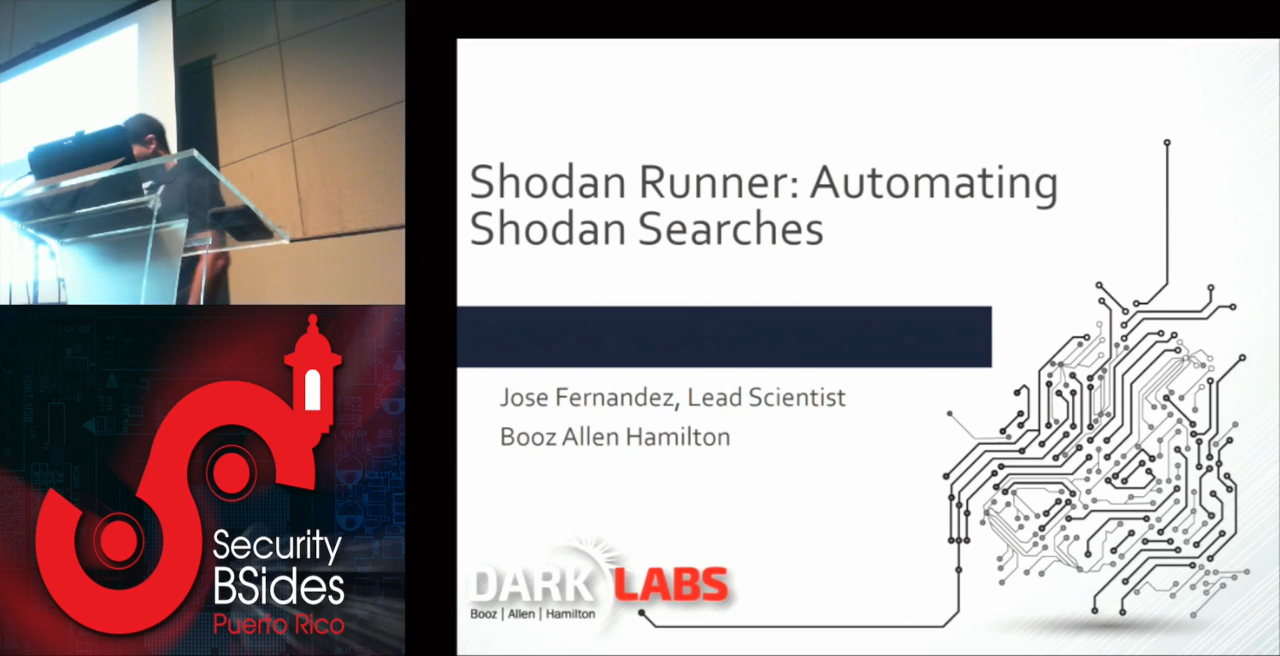 Shodan Runner: Automating
Shodan Searches
Jose Fernandez, Lead Scientist
Booz Allen Hamilton
DARK LABS
Booz | Allen | Hamilton
Security
BSides
Puerto Rico